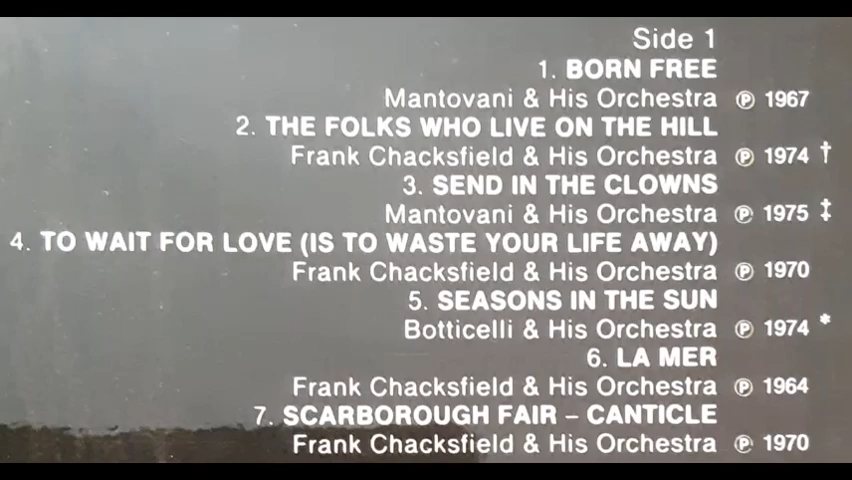 Side 1
1. BORN FREE
Mantovani & His Orchestra ℗ 1967
2. THE FOLKS WHO LIVE ON THE HILL
Frank Chacksfield & His Orchestra ℗ 1974 †
3. SEND IN THE CLOWNS
Mantovani & His Orchestra ℗ 1975 ‡
4. TO WAIT FOR LOVE (IS TO WASTE YOUR LIFE AWAY)
Frank Chacksfield & His Orchestra ℗ 1970
5. SEASONS IN THE SUN
Botticelli & His Orchestra ℗ 1974 *
6. LA MER
Frank Chacksfield & His Orchestra ℗ 1964
7. SCARBOROUGH FAIR – CANTICLE
Frank Chacksfield & His Orchestra ℗ 1970